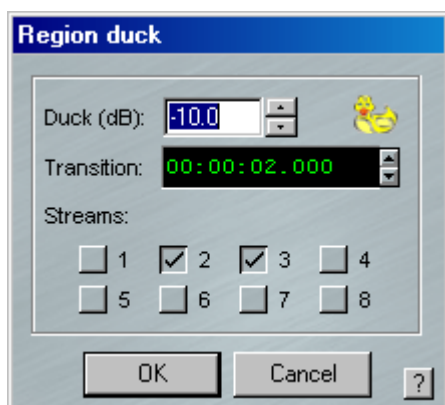 Region duck
Duck (dB): -10.0
Transition: 00:00:02.000
Streams:
1 2 3 4
5 6 7 8
OK Cancel ?